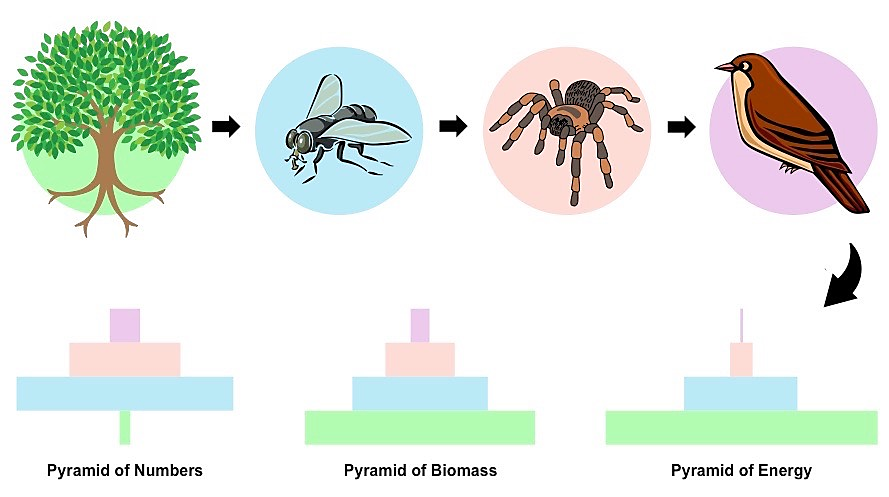 Pyramid of Numbers
Pyramid of Biomass
Pyramid of Energy